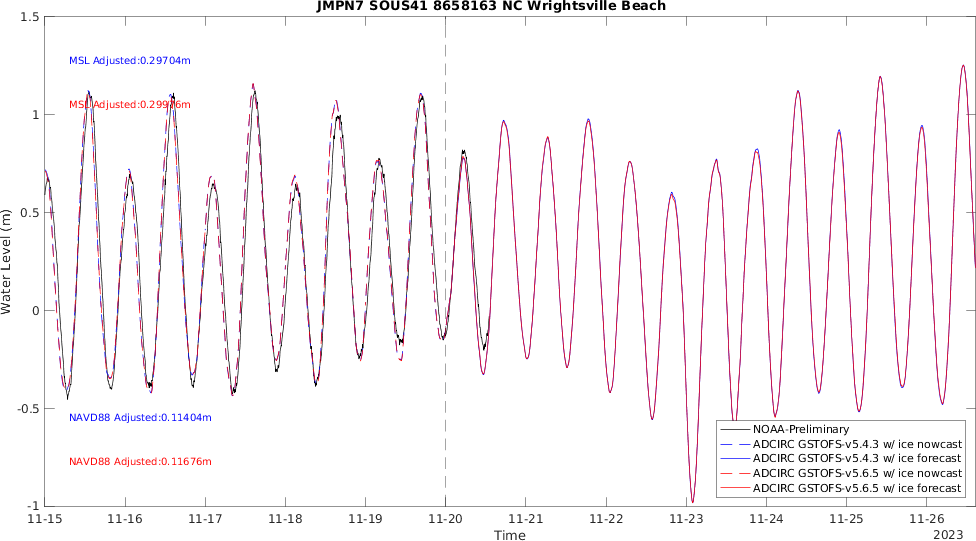 JMPN7 SOUS41 8658163 NC Wrightsville Beach
1.5
1
0.5
0
-0.5
-1
Water Level (m)
MSL Adjusted:0.29704m
NAVD88 Adjusted:0.11404m
NAVD88 Adjusted:0.11676m
NOAA-Preliminary
ADCIRC GSTOFS-v5.4.3 w/ ice nowcast
ADCIRC GSTOFS-v5.4.3 w/ ice forecast
ADCIRC GSTOFS-v5.6.5 w/ ice nowcast
ADCIRC GSTOFS-v5.6.5 w/ ice forecast
11-15 11-16 11-17 11-18 11-19 11-20 11-21 11-22 11-23 11-24 11-25 11-26
Time
2023